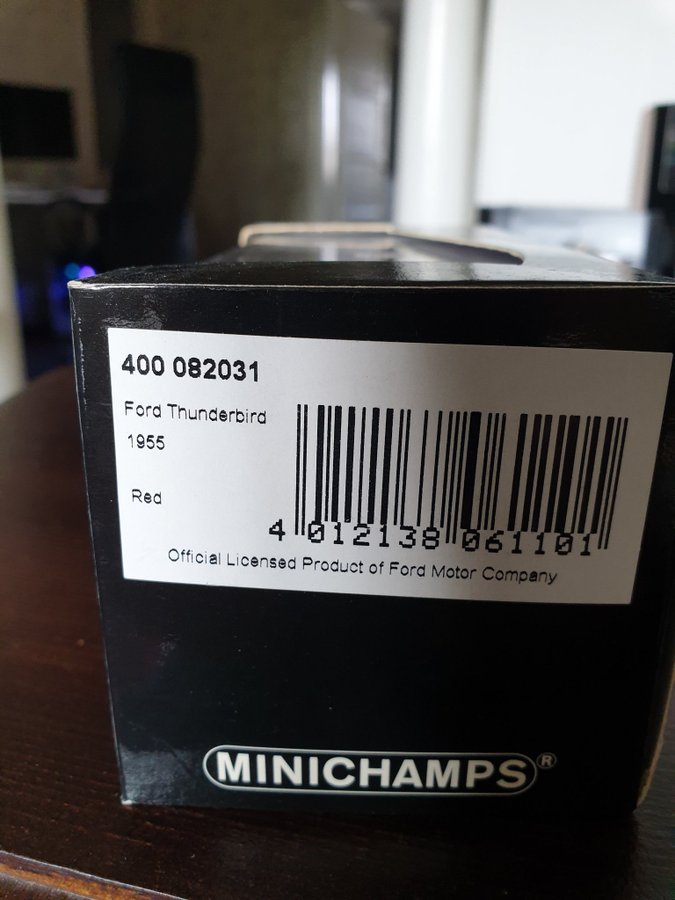 400 082031
Ford Thunderbird
1955
Red
4 012138 061101
Official Licensed Product of Ford Motor Company
MINICHAMPS®